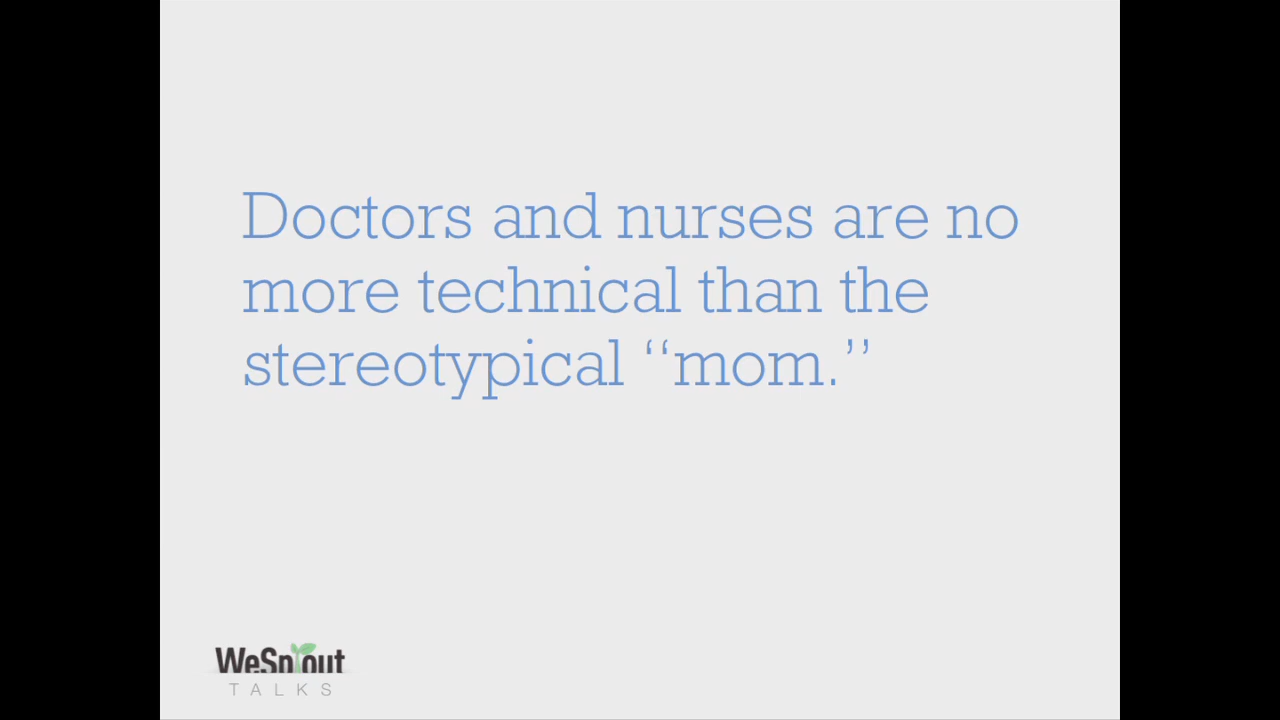 Doctors and nurses are no
more technical than the
stereotypical “mom.”
WeSprout
TALKS